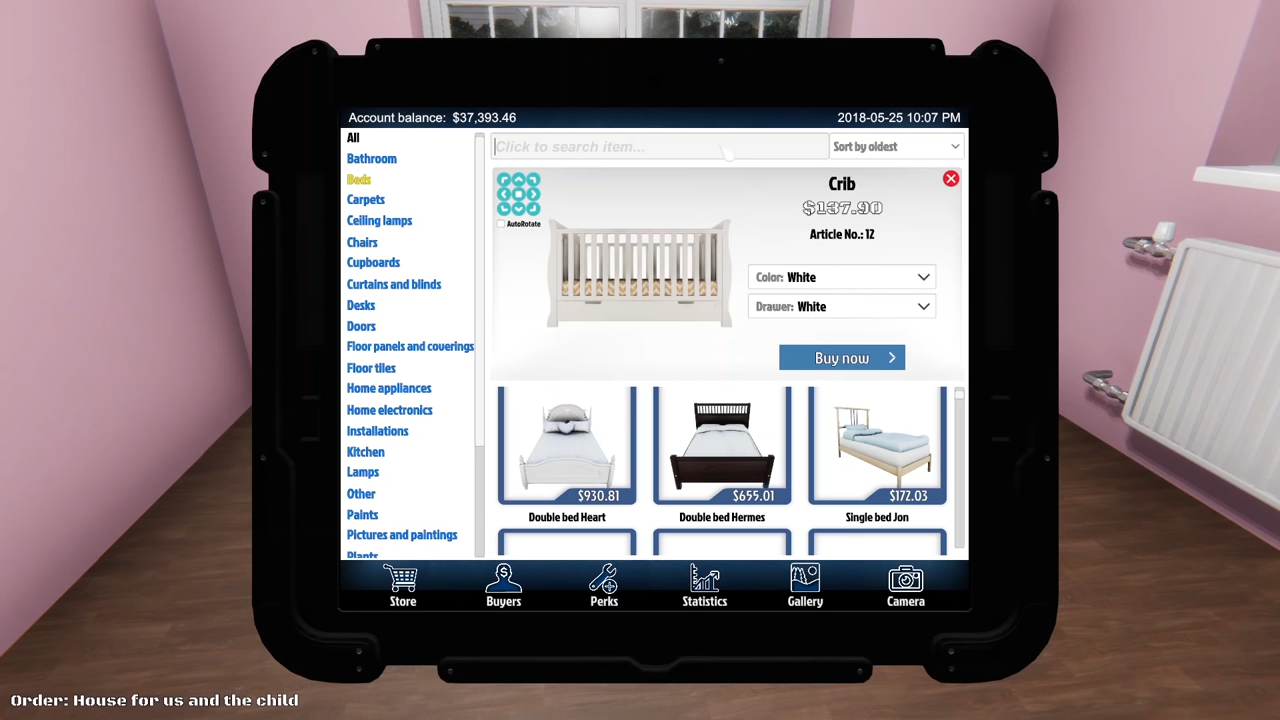 Account balance: $37,393.46
2018-05-25 10:07 PM
All
Bathroom
Beds
Carpets
Ceiling lamps
Chairs
Cupboards
Curtains and blinds
Desks
Doors
Floor panels and coverings
Floor tiles
Home appliances
Home electronics
Installations
Kitchen
Lamps
Other
Paints
Pictures and paintings
Plants
Click to search item...
Sort by oldest
AutoRotate
Crib
$137.90
Article No.: 12
Color: White
Drawer: White
Buy now
$930.81
$655.01
$172.03
Double bed Heart
Double bed Hermes
Single bed Jon
Store
Buyers
Perks
Statistics
Gallery
Camera
Order: House for us and the child